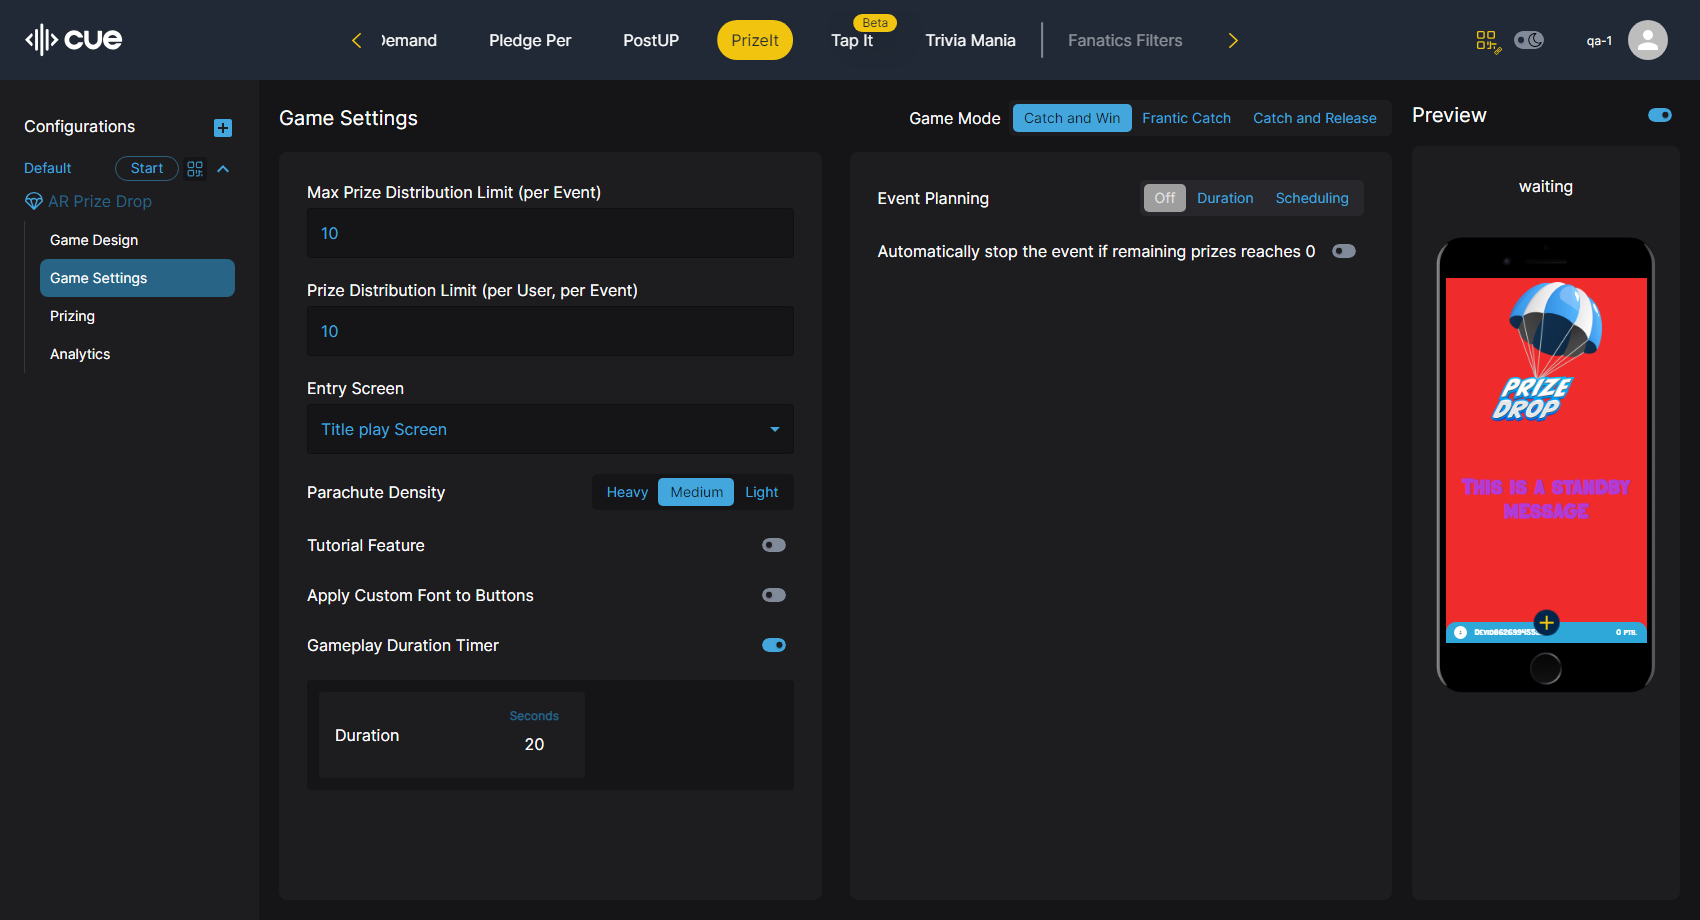 cue
Demand
Pledge Per
PostUP
PrizeIt
Beta
Tap It
Trivia Mania
Fanatics Filters
qa-1
Configurations
Default
Start
AR Prize Drop
Game Design
Game Settings
Prizing
Analytics
Game Settings
Game Mode
Catch and Win
Frantic Catch
Catch and Release
Max Prize Distribution Limit (per Event)
10
Prize Distribution Limit (per User, per Event)
10
Entry Screen
Title play Screen
Parachute Density
Heavy
Medium
Light
Tutorial Feature
Apply Custom Font to Buttons
Gameplay Duration Timer
Duration
Seconds
20
Event Planning
Off
Duration
Scheduling
Automatically stop the event if remaining prizes reaches 0
Preview
waiting
PRIZE
DROP
This is a standby
message
0 pts.